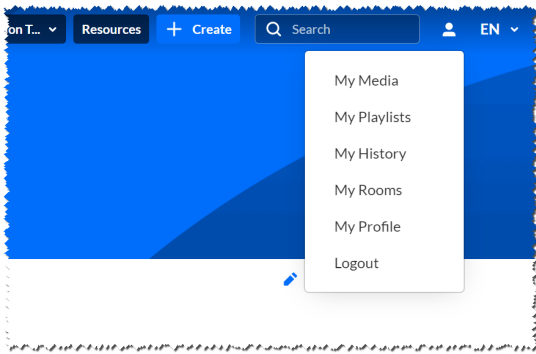 on T...
Resources
Create
Search
EN
My Media
My Playlists
My History
My Rooms
My Profile
Logout